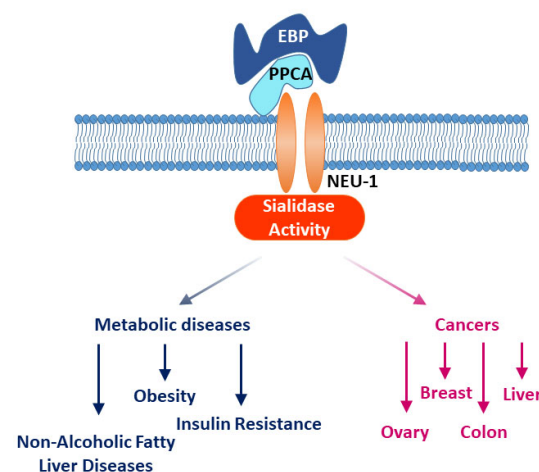 EBP
PPCA
NEU-1
Sialidase
Activity
Metabolic diseases
Cancers
Obesity
Breast
Liver
Insulin Resistance
Ovary
Colon
Non-Alcoholic Fatty
Liver Diseases